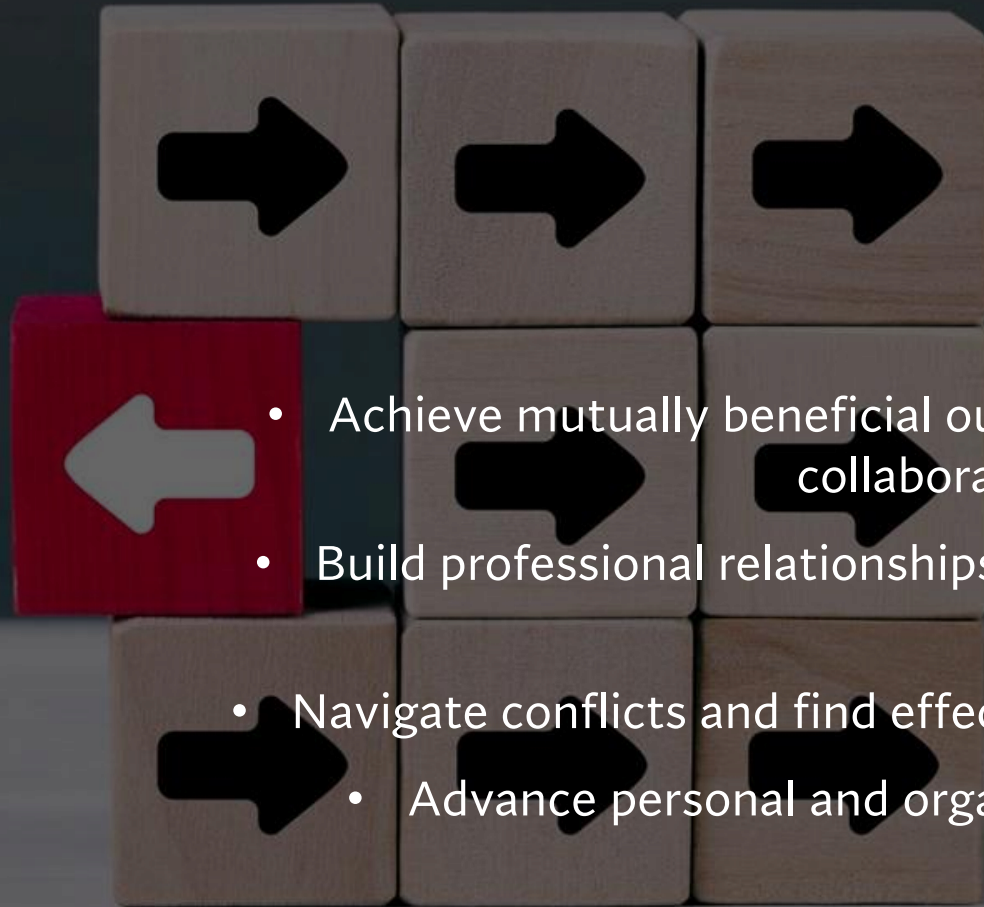 • Achieve mutually beneficial
• Build professional relationships
• Navigate conflicts and find
• Advance personal and